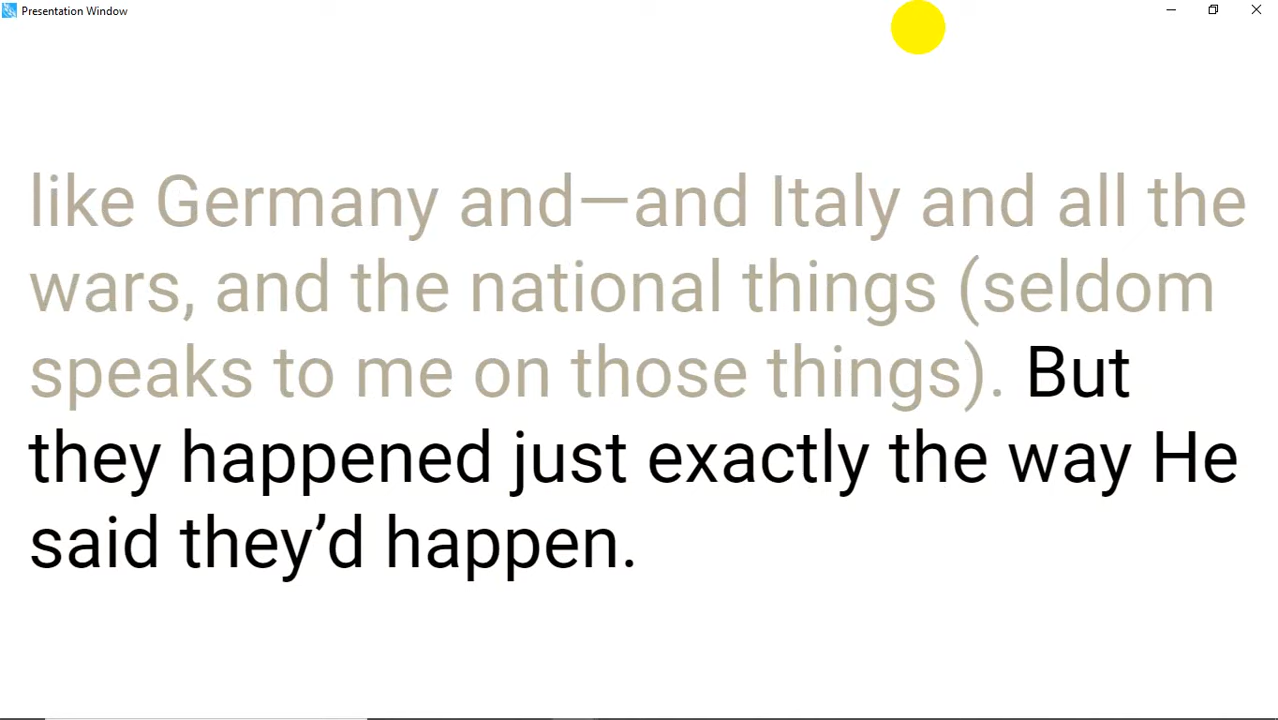 Presentation Window
like Germany and—and Italy and all the
wars, and the national things (seldom
speaks to me on those things). But
they happened just exactly the way He
said they’d happen.